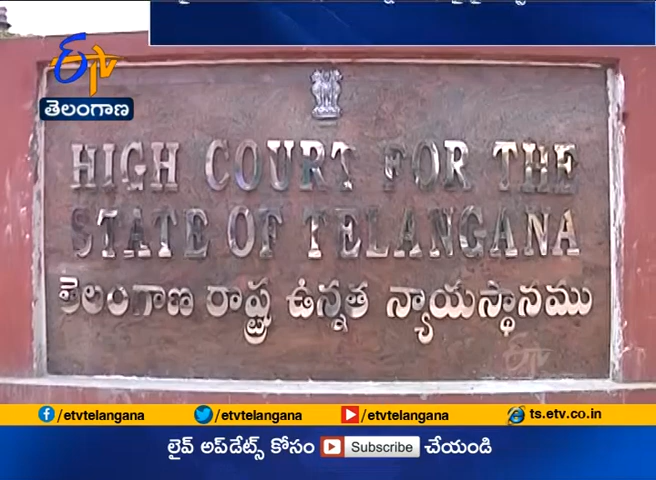 ETV
తెలంగాణ
HIGH COURT FOR THE
STATE OF TELANGANA
తెలంగాణ రాష్ట్ర ఉన్నత న్యాయస్థానము
/etvtelangana /etvtelangana /etvtelangana ts.etv.co.in
లైవ్ అప్‌డేట్స్ కోసం Subscribe చేయండి